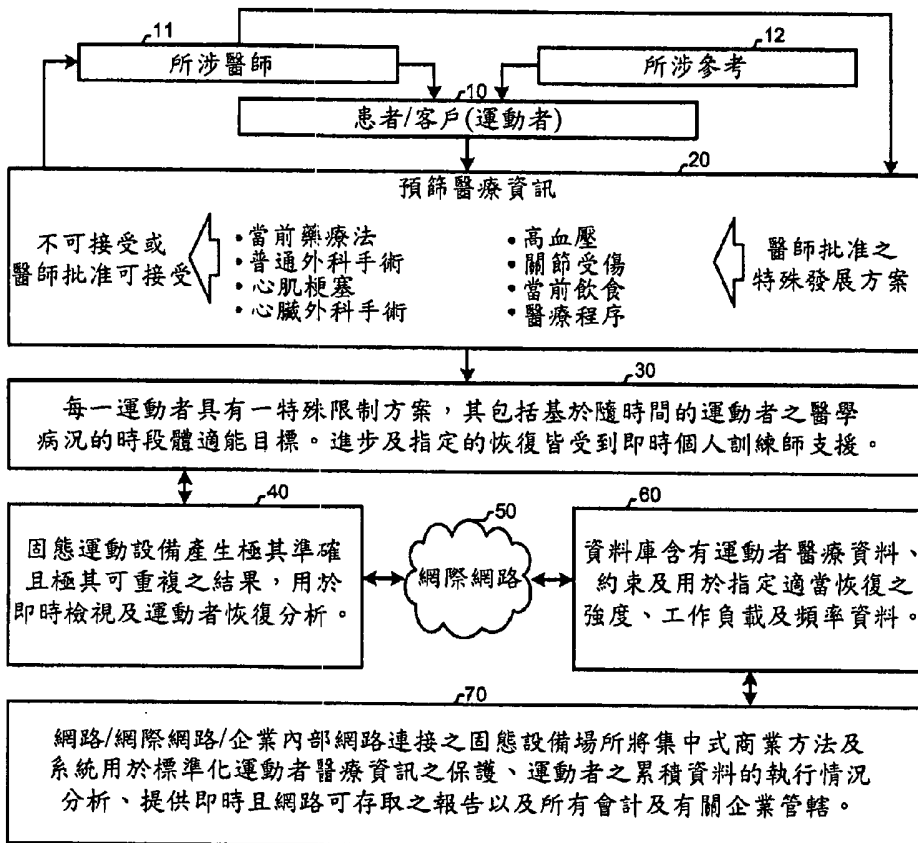 11
所涉醫師
12
所涉參考
10
患者/客戶(運動者)
20
預篩醫療資訊
不可接受或
醫師批准可接受
•當前藥療法
•普通外科手術
•心肌梗塞
•心臟外科手術
•高血壓
•關節受傷
•當前飲食
•醫療程序
醫師批准之
特殊發展方案
30
每一運動者具有一特殊限制方案，其包括基於隨時間的運動者之醫學
病況的時段體適能目標。進步及指定的恢復皆受到即時個人訓練師支援。
40
固態運動設備產生極其準確
且極其可重複之結果，用於
即時檢視及運動者恢復分析。
50
網際網路
60
資料庫含有運動者醫療資料、
約束及用於指定適當恢復之
強度、工作負載及頻率資料。
70
網路/網際網路/企業內部網路連接之固態設備場所將集中式商業方法及
系統用於標準化運動者醫療資訊之保護、運動者之累積資料的執行情況
分析、提供即時且網路可存取之報告以及所有會計及有關企業管轄。